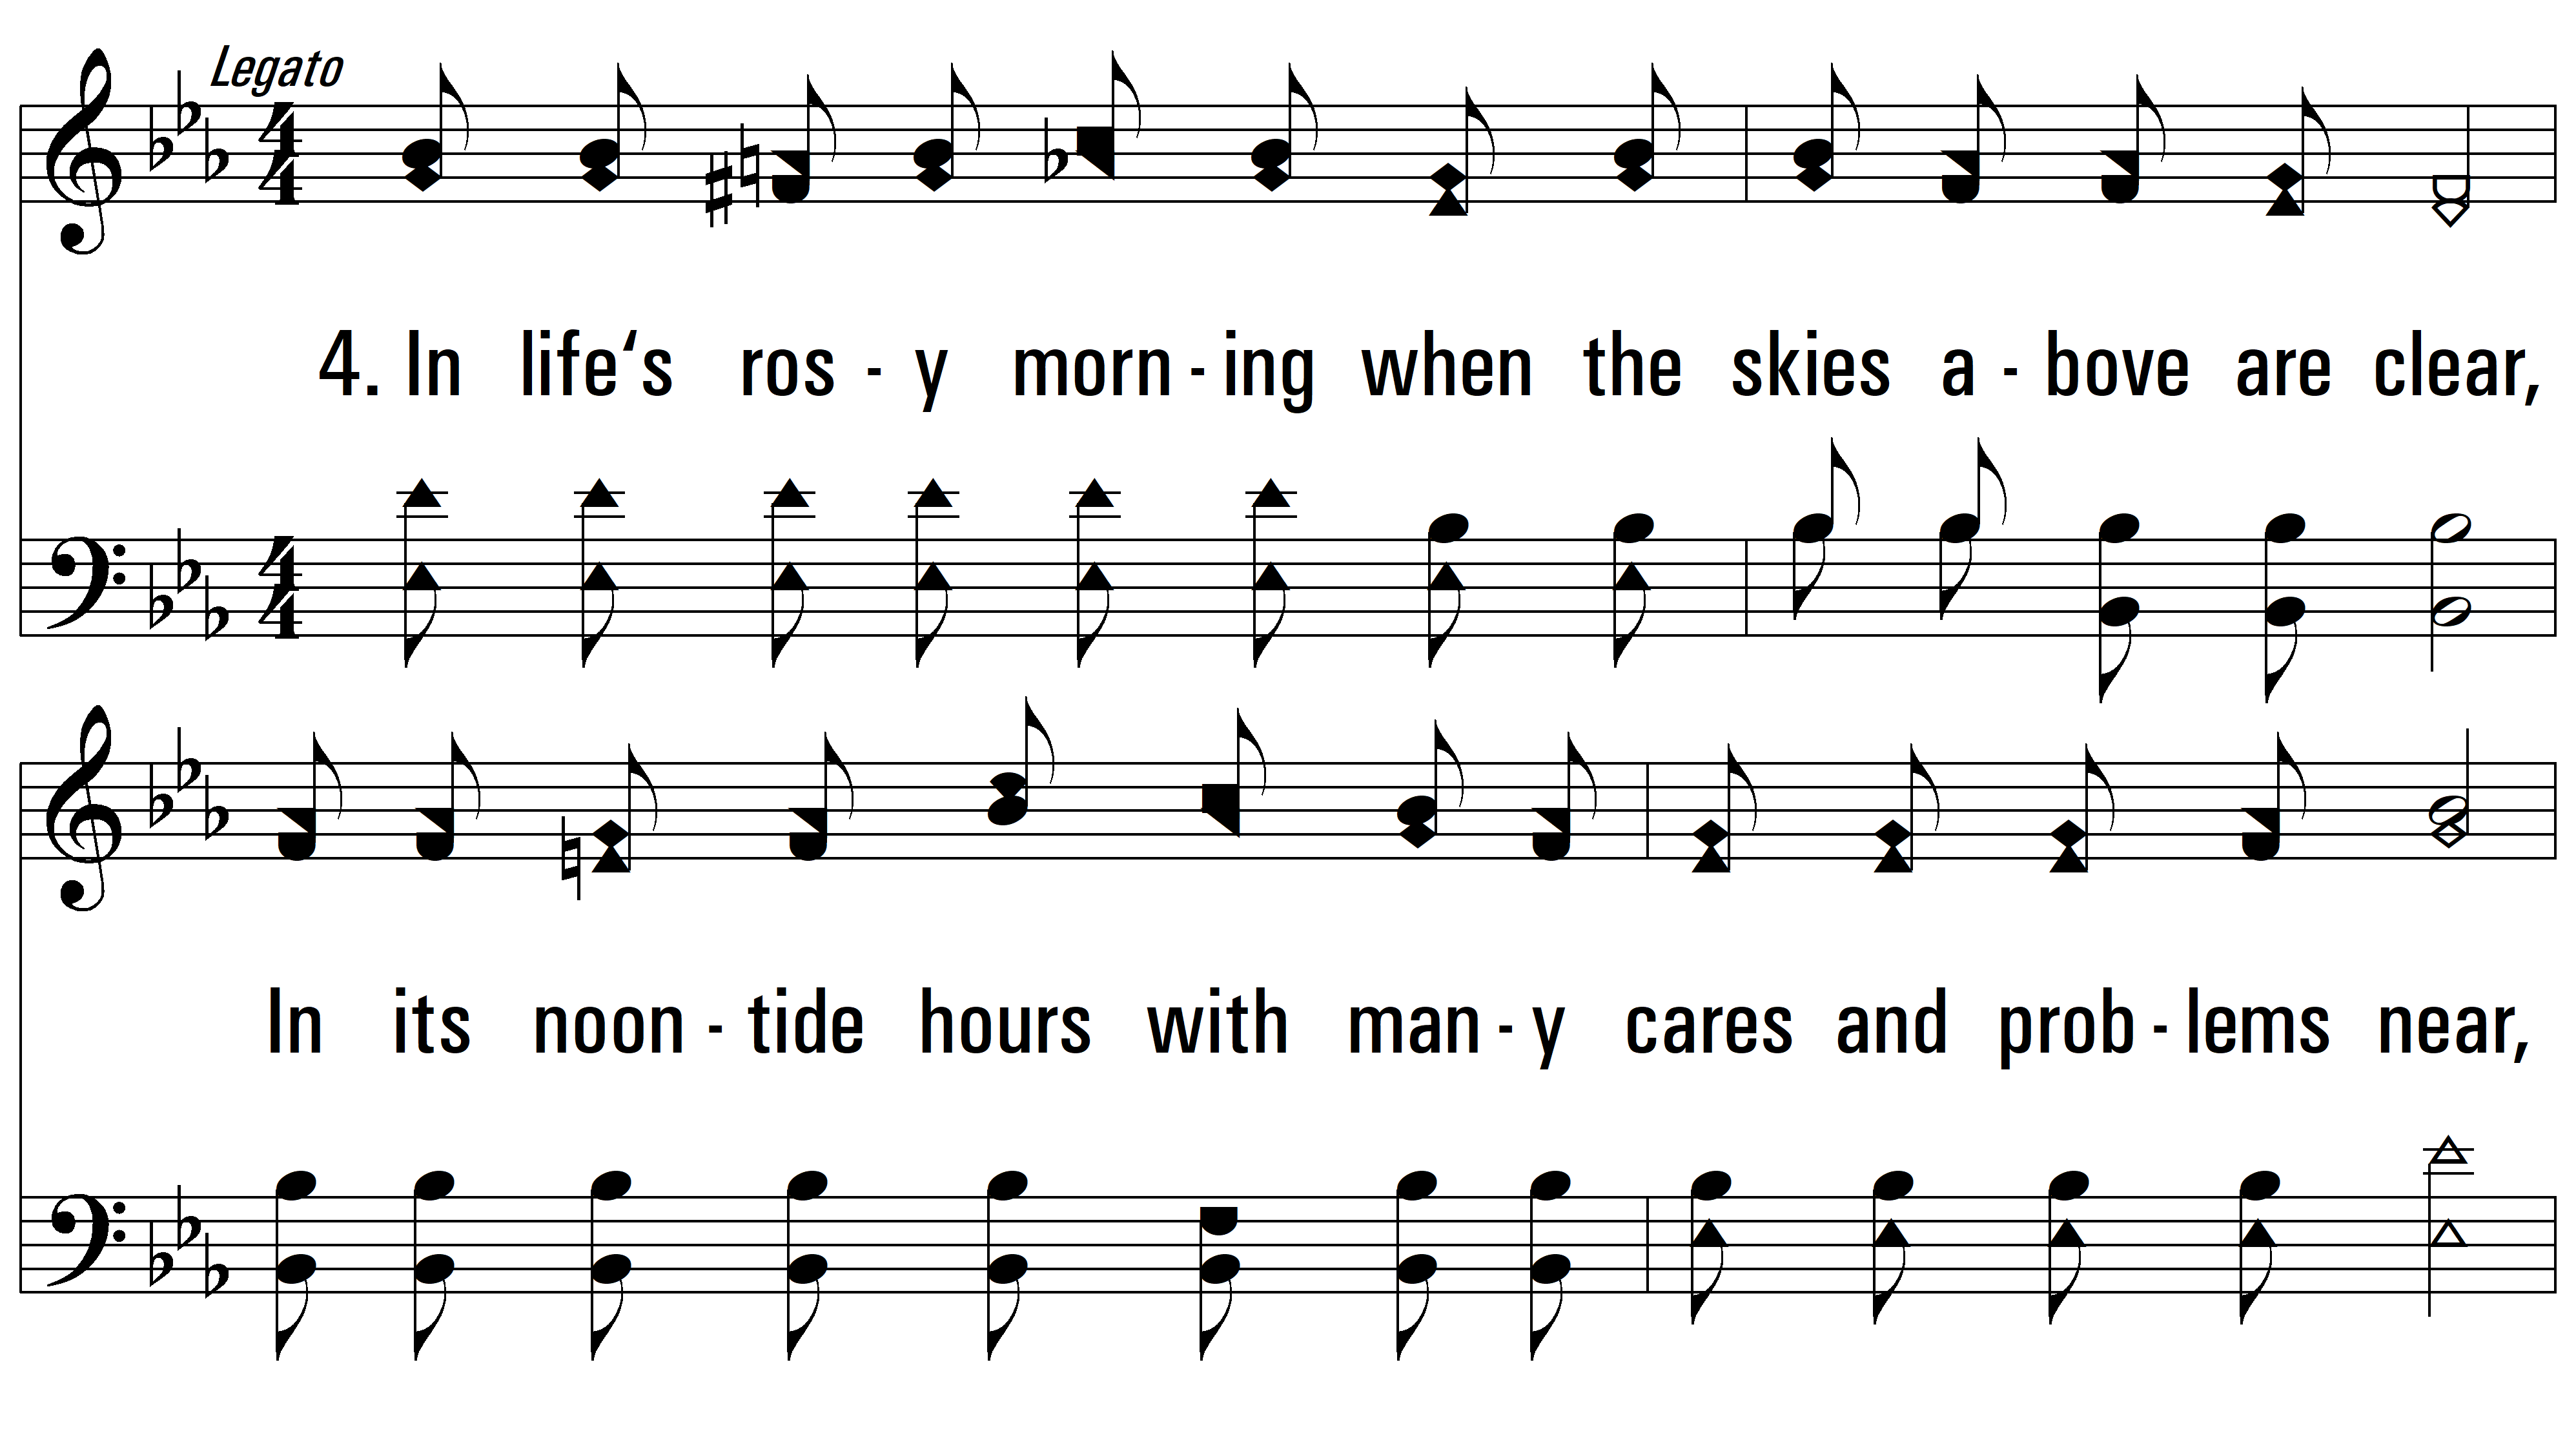 Legato
4. In life‘s ros - y morn - ing when the skies a - bove are clear,
In its noon - tide hours with man - y cares and prob - lems near,